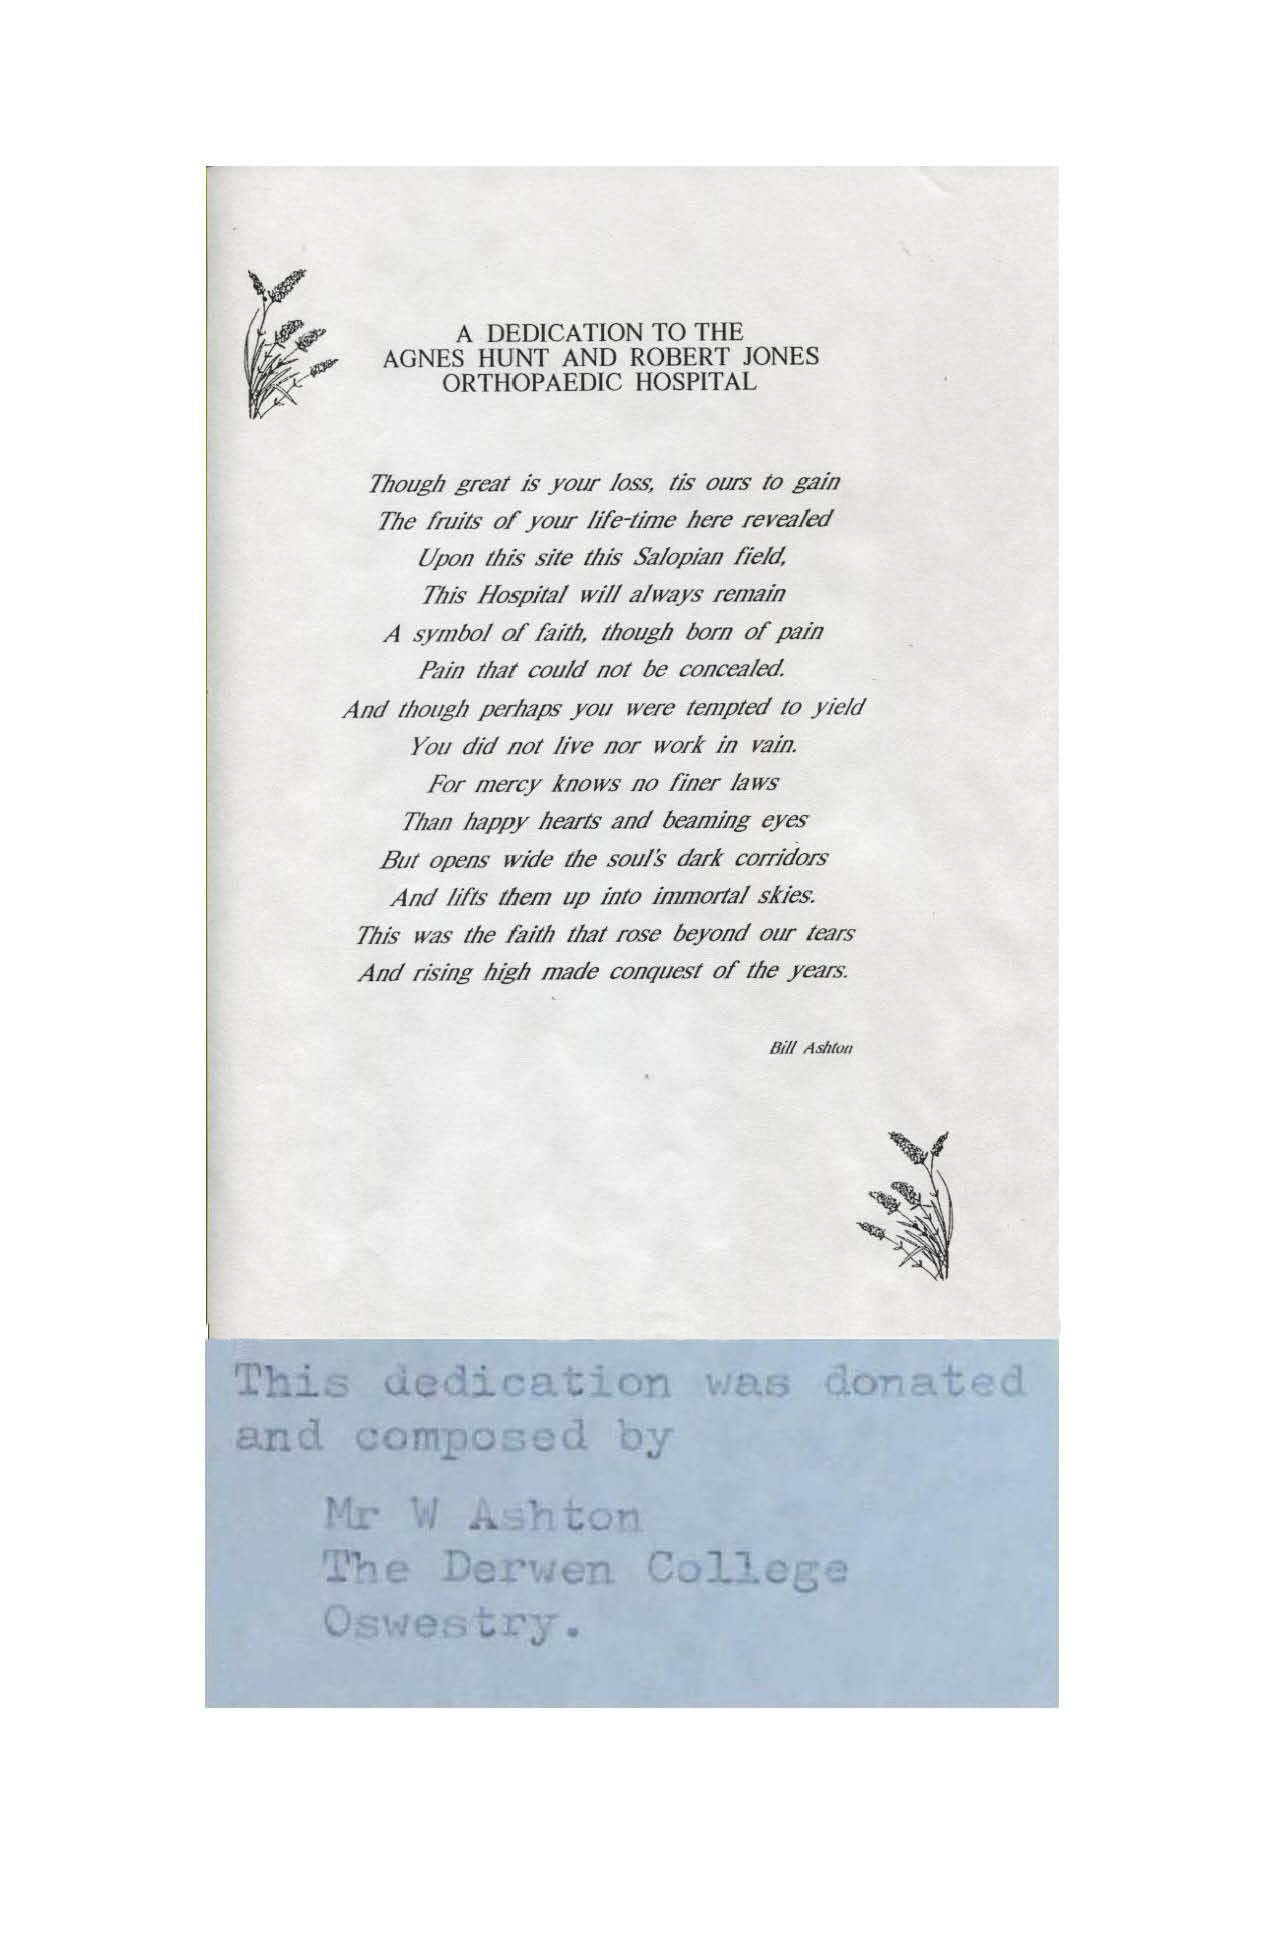 A DEDICATION TO THE
AGNES HUNT AND ROBERT JONES
ORTHOPAEDIC HOSPITAL
Though great is your loss, tis ours to gain
The fruits of your life-time here revealed
Upon this site this Salopian field,
This Hospital will always remain
A symbol of faith, though born of pain
Pain that could not be concealed.
And though perhaps you were tempted to yield
You did not live nor work in vain.
For mercy knows no finer laws
Than happy hearts and beaming eyes
But opens wide the soul's dark corridors
And lifts them up into immortal skies.
This was the faith that rose beyond our tears
And rising high made conquest of the years.
Bill Ashton
This dedication was donated
and composed by
Mr W Ashton
The Derwen College
Oswestry.